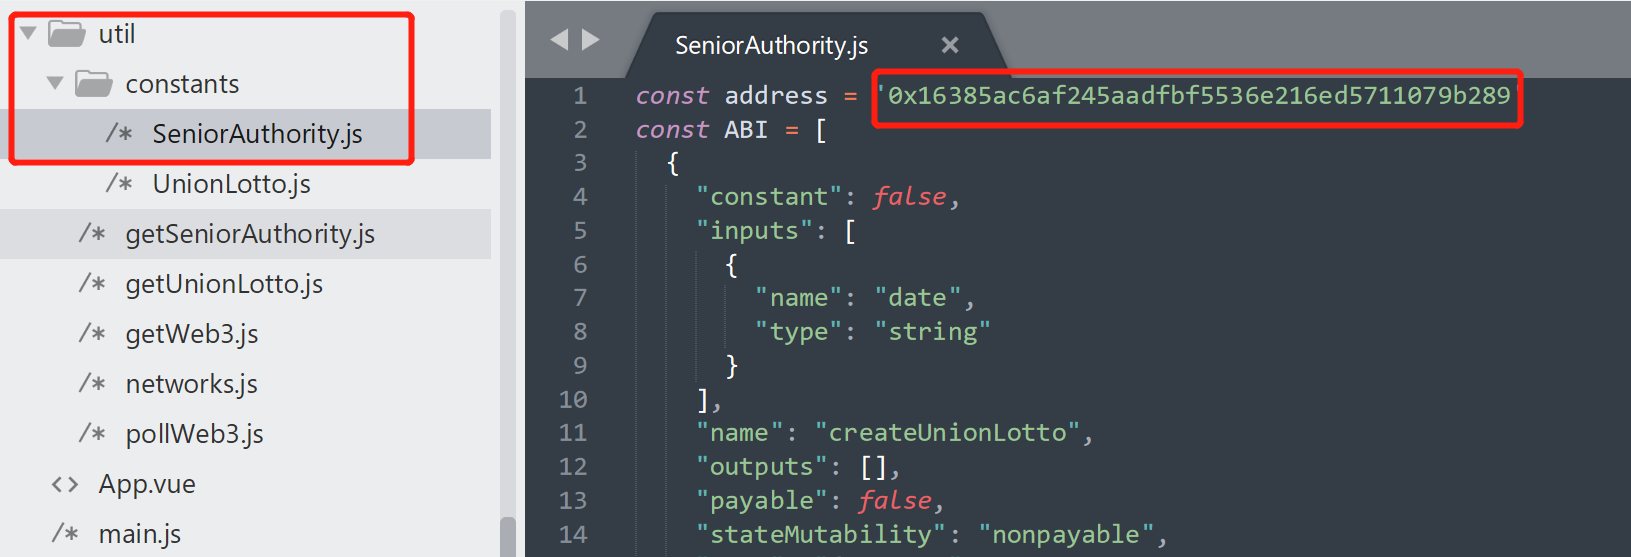 util
constants
/* SeniorAuthority.js
/* UnionLotto.js
/* getSeniorAuthority.js
/* getUnionLotto.js
/* getWeb3.js
/* networks.js
/* pollWeb3.js
<> App.vue
/* main.js
SeniorAuthority.js ×
1 const address = '0x16385ac6af245aadfbf5536e216ed5711079b289'
2 const ABI = [
3 {
4 "constant": false,
5 "inputs": [
6 {
7 "name": "date",
8 "type": "string"
9 }
10 ],
11 "name": "createUnionLotto",
12 "outputs": [],
13 "payable": false,
14 "stateMutability": "nonpayable",